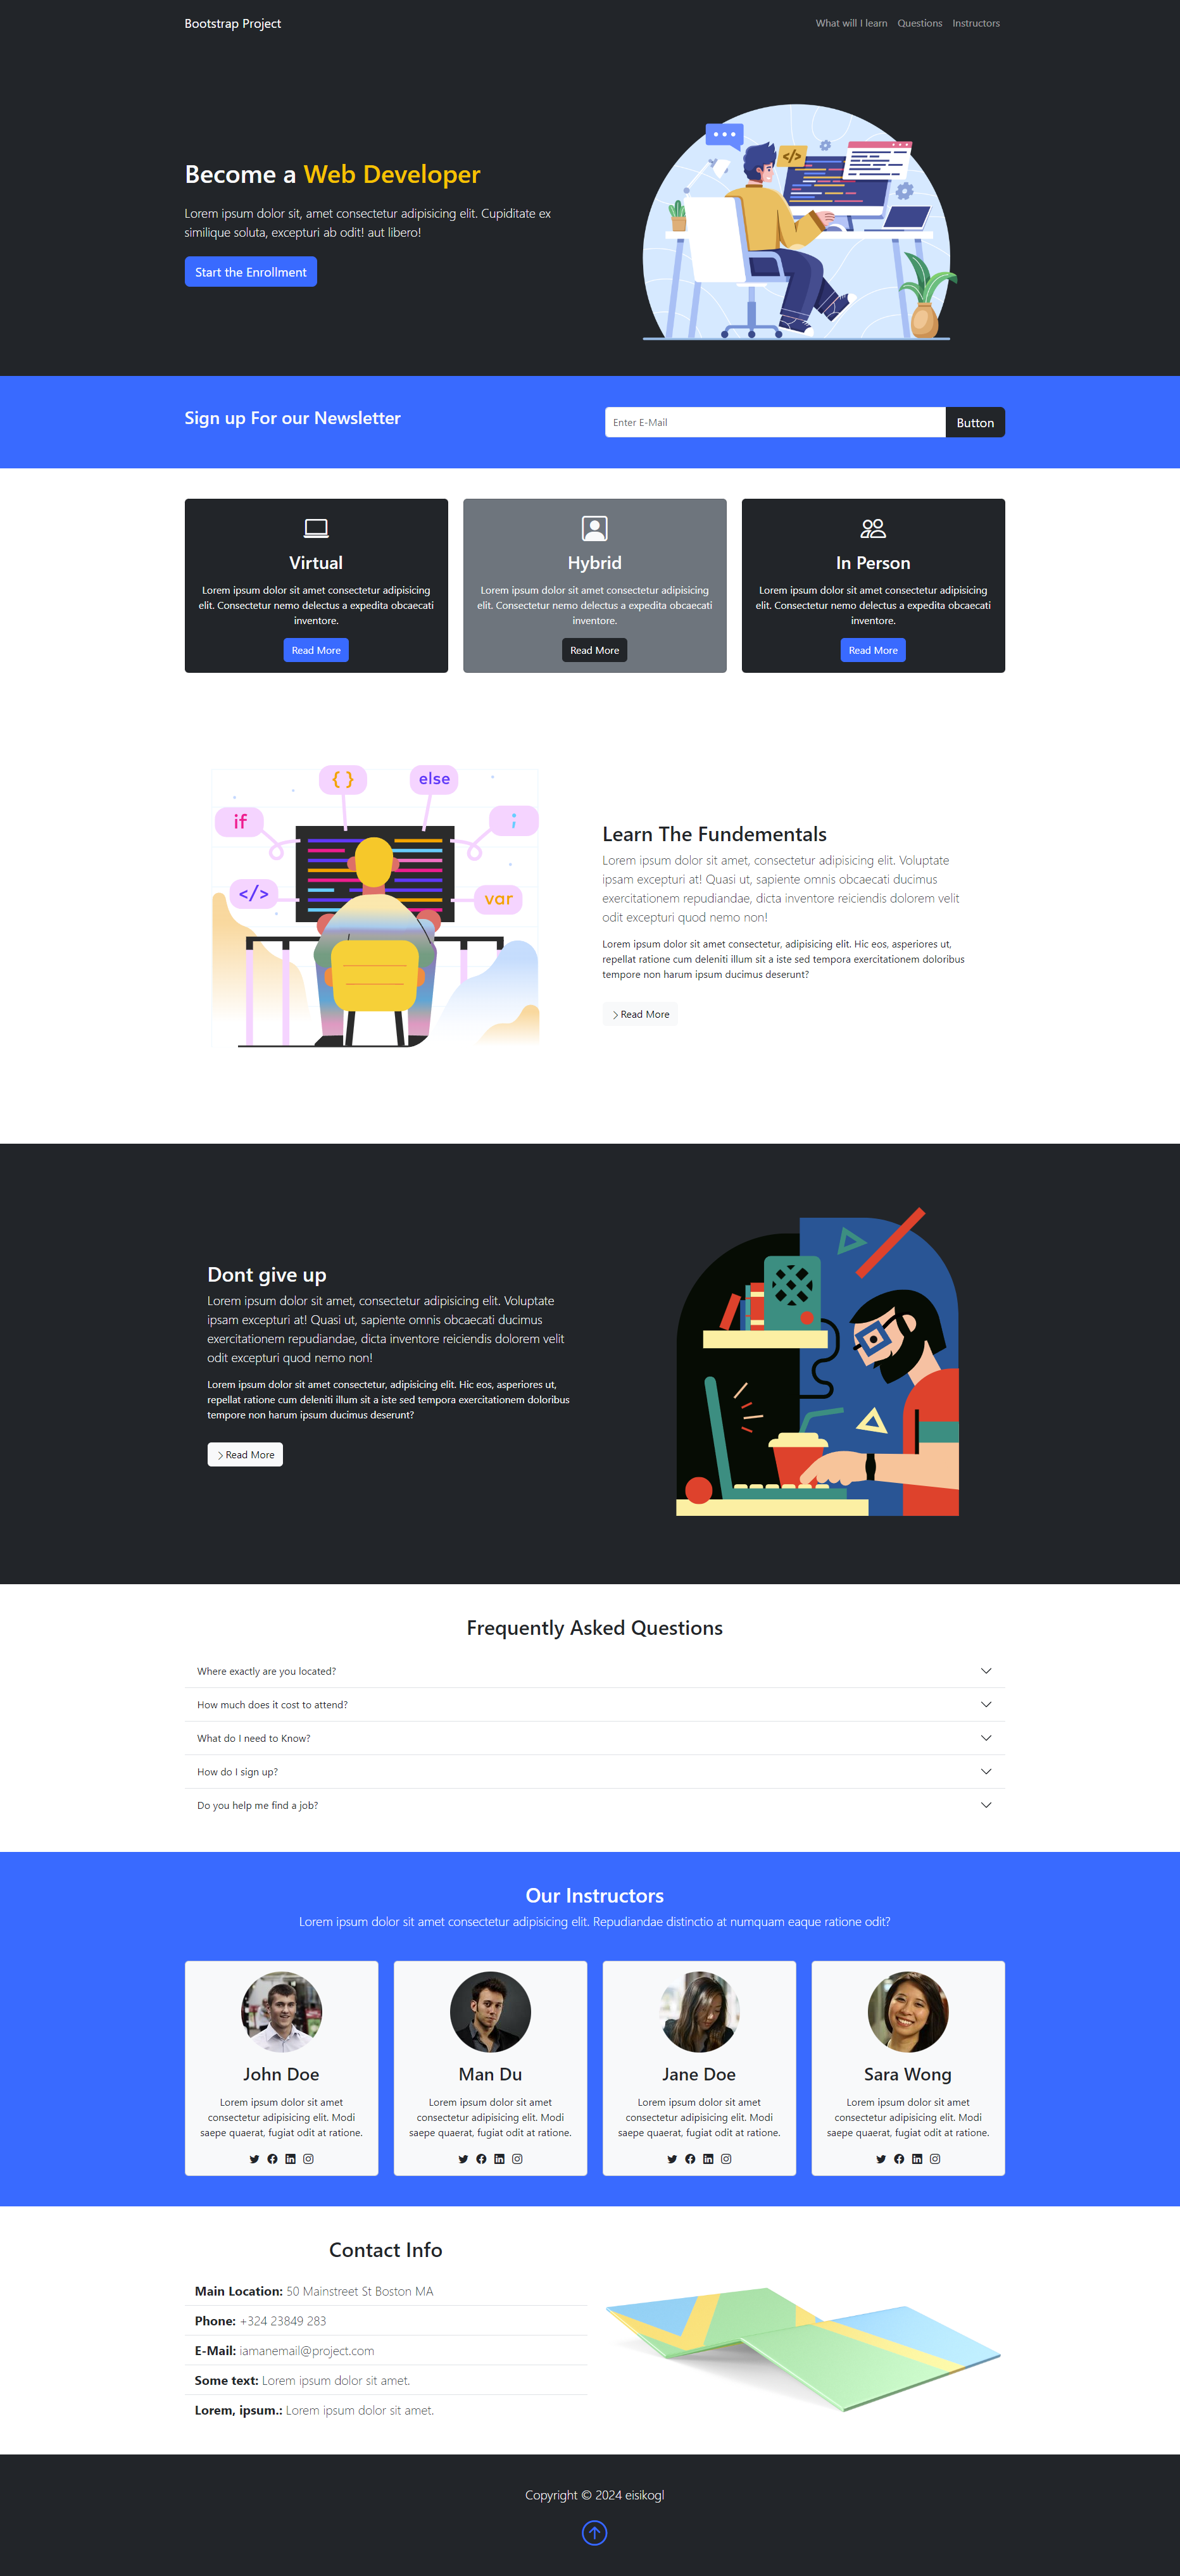 Bootstrap Project
What will I learn
Questions
Instructors
Become a Web Developer
Lorem ipsum dolor sit, amet consectetur adipisicing elit. Cupiditate ex
similique soluta, excepturi ab odit! aut libero!
Start the Enrollment
</>
Sign up For our Newsletter
Enter E-Mail
Button
Virtual
Lorem ipsum dolor sit amet consectetur adipisicing
elit. Consectetur nemo delectus a expedita obcaecati
inventore.
Read More
Hybrid
Lorem ipsum dolor sit amet consectetur adipisicing
elit. Consectetur nemo delectus a expedita obcaecati
inventore.
Read More
In Person
Lorem ipsum dolor sit amet consectetur adipisicing
elit. Consectetur nemo delectus a expedita obcaecati
inventore.
Read More
{ }
else
if
;
</>
var
Learn The Fundementals
Lorem ipsum dolor sit amet, consectetur adipisicing elit. Voluptate
ipsam excepturi at! Quasi ut, sapiente omnis obcaecati ducimus
exercitationem repudiandae, dicta inventore reiciendis dolorem velit
odit excepturi quod nemo non!
Lorem ipsum dolor sit amet consectetur, adipisicing elit. Hic eos, asperiores ut,
repellat ratione cum deleniti illum sit a iste sed tempora exercitationem doloribus
tempore non harum ipsum ducimus deserunt?
Read More
Dont give up
Lorem ipsum dolor sit amet, consectetur adipisicing elit. Voluptate
ipsam excepturi at! Quasi ut, sapiente omnis obcaecati ducimus
exercitationem repudiandae, dicta inventore reiciendis dolorem velit
odit excepturi quod nemo non!
Lorem ipsum dolor sit amet consectetur, adipisicing elit. Hic eos, asperiores ut,
repellat ratione cum deleniti illum sit a iste sed tempora exercitationem doloribus
tempore non harum ipsum ducimus deserunt?
Read More
Frequently Asked Questions
Where exactly are you located?
How much does it cost to attend?
What do I need to Know?
How do I sign up?
Do you help me find a job?
Our Instructors
Lorem ipsum dolor sit amet consectetur adipisicing elit. Repudiandae distinctio at numquam eaque ratione odit?
John Doe
Lorem ipsum dolor sit amet
consectetur adipisicing elit. Modi
saepe quaerat, fugiat odit at ratione.
Man Du
Lorem ipsum dolor sit amet
consectetur adipisicing elit. Modi
saepe quaerat, fugiat odit at ratione.
Jane Doe
Lorem ipsum dolor sit amet
consectetur adipisicing elit. Modi
saepe quaerat, fugiat odit at ratione.
Sara Wong
Lorem ipsum dolor sit amet
consectetur adipisicing elit. Modi
saepe quaerat, fugiat odit at ratione.
Contact Info
Main Location: 50 Mainstreet St Boston MA
Phone: +324 23849 283
E-Mail: iamanemail@project.com
Some text: Lorem ipsum dolor sit amet.
Lorem, ipsum.: Lorem ipsum dolor sit amet.
Copyright © 2024 eisikogl